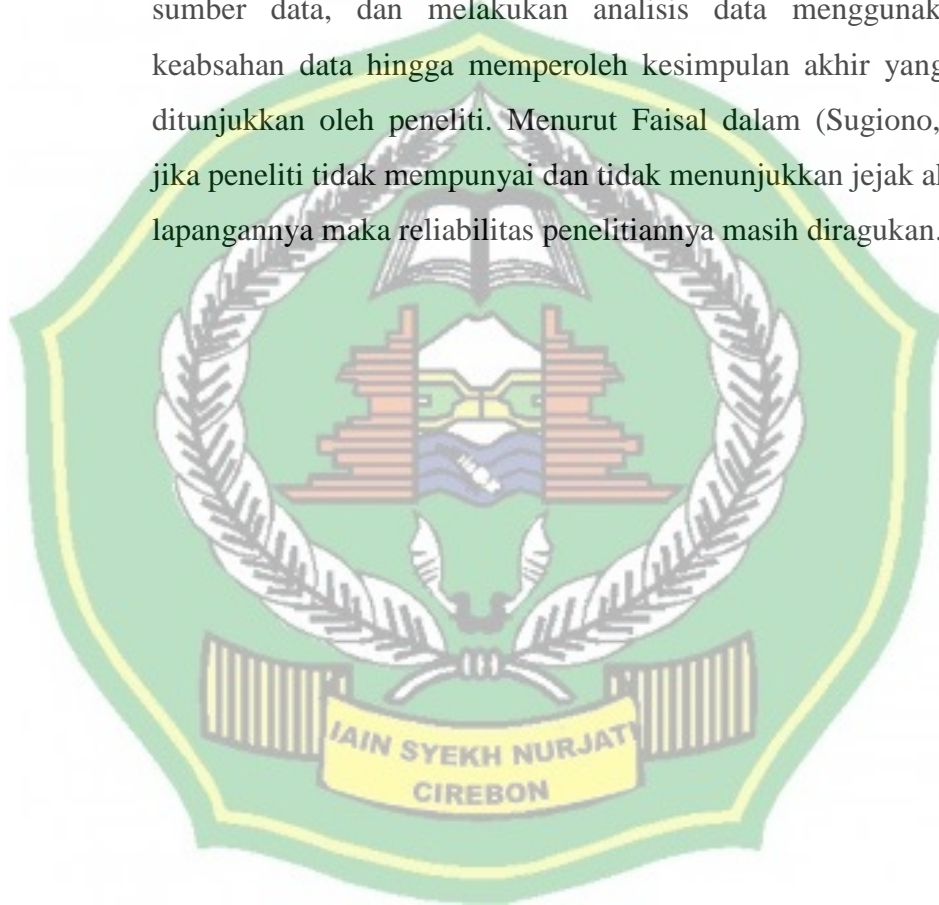 sumber data, dan melakukan analisis data menggunak
keabsahan data hingga memperoleh kesimpulan akhir yang
ditunjukkan oleh peneliti. Menurut Faisal dalam (Sugiono,
jika peneliti tidak mempunyai dan tidak menunjukkan jejak a
lapangannya maka reliabilitas penelitiannya masih diragukan.
IAIN SYEKH NURJATI
CIREBON